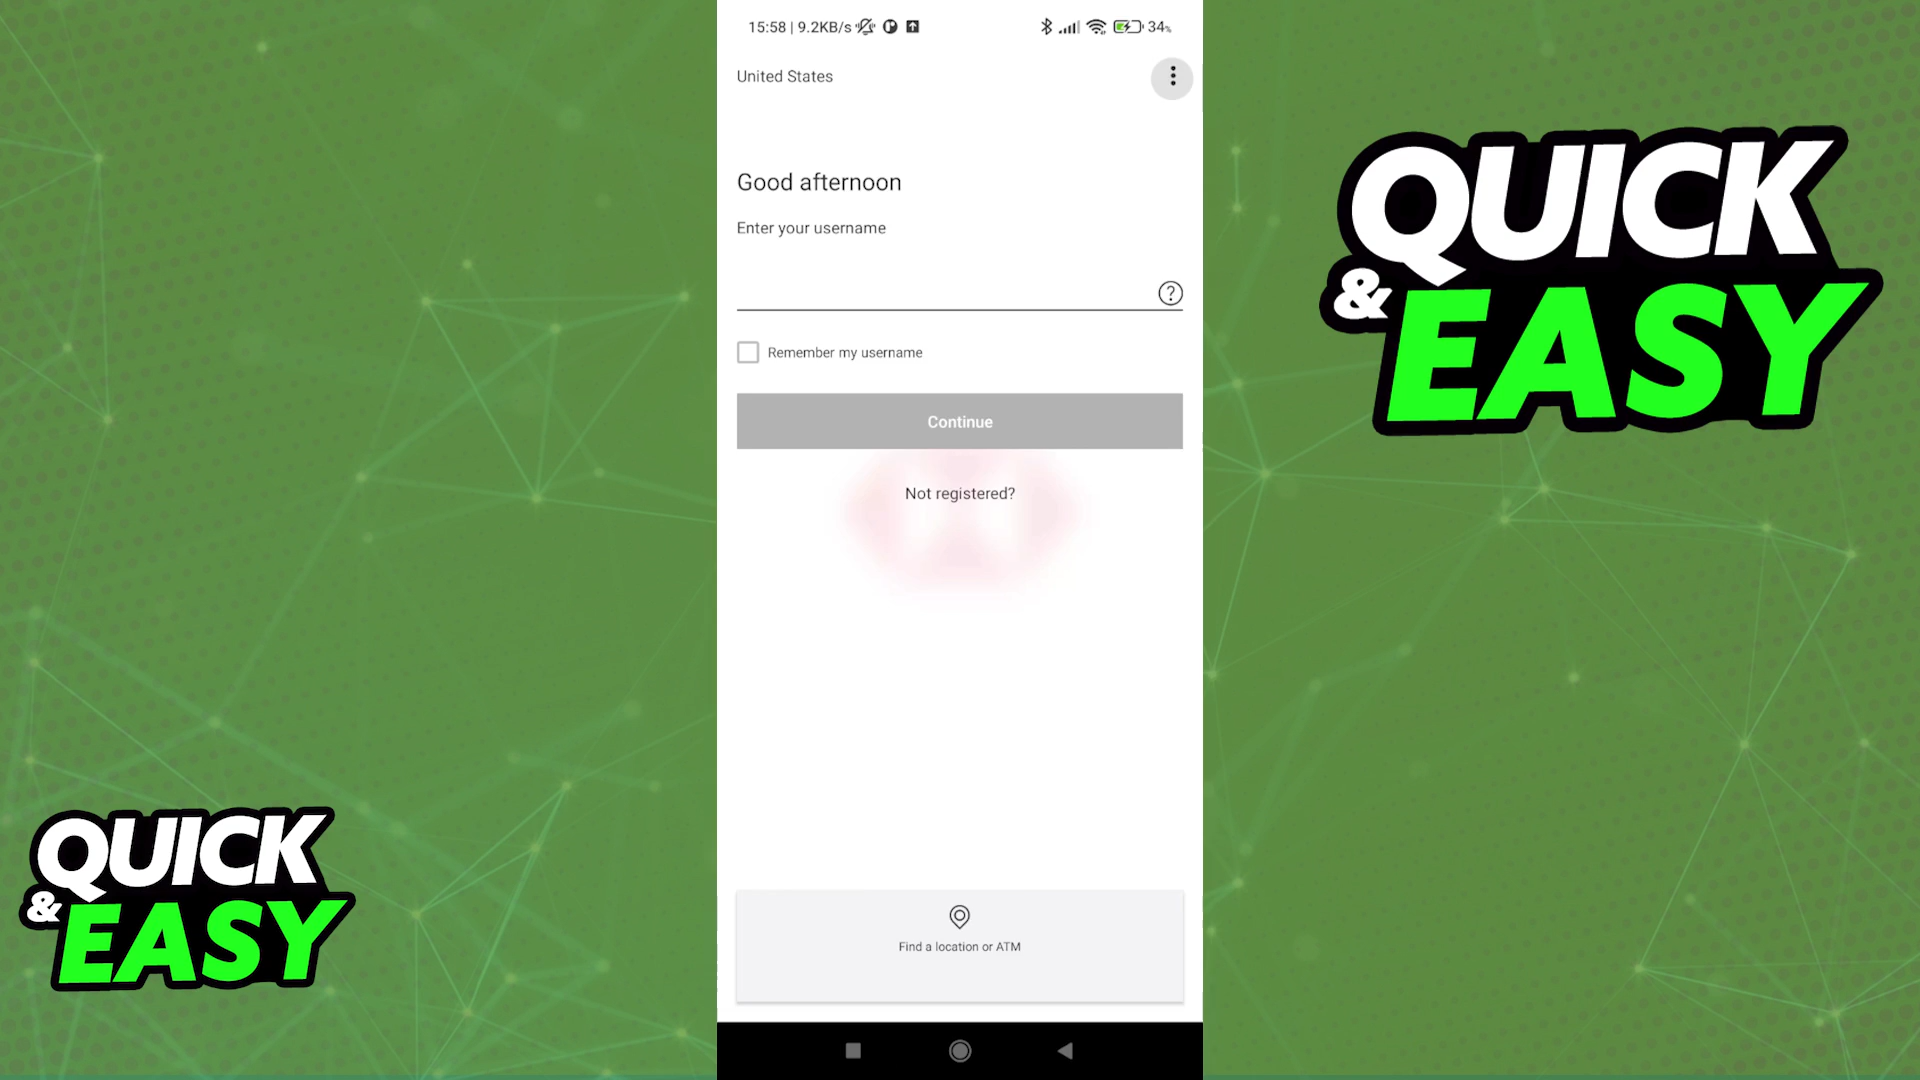 15:58 | 9.2KB/s
34%
United States
Good afternoon
Enter your username
?
Remember my username
Continue
Not registered?
Find a location or ATM
QUICK
& EASY
QUICK
& EASY